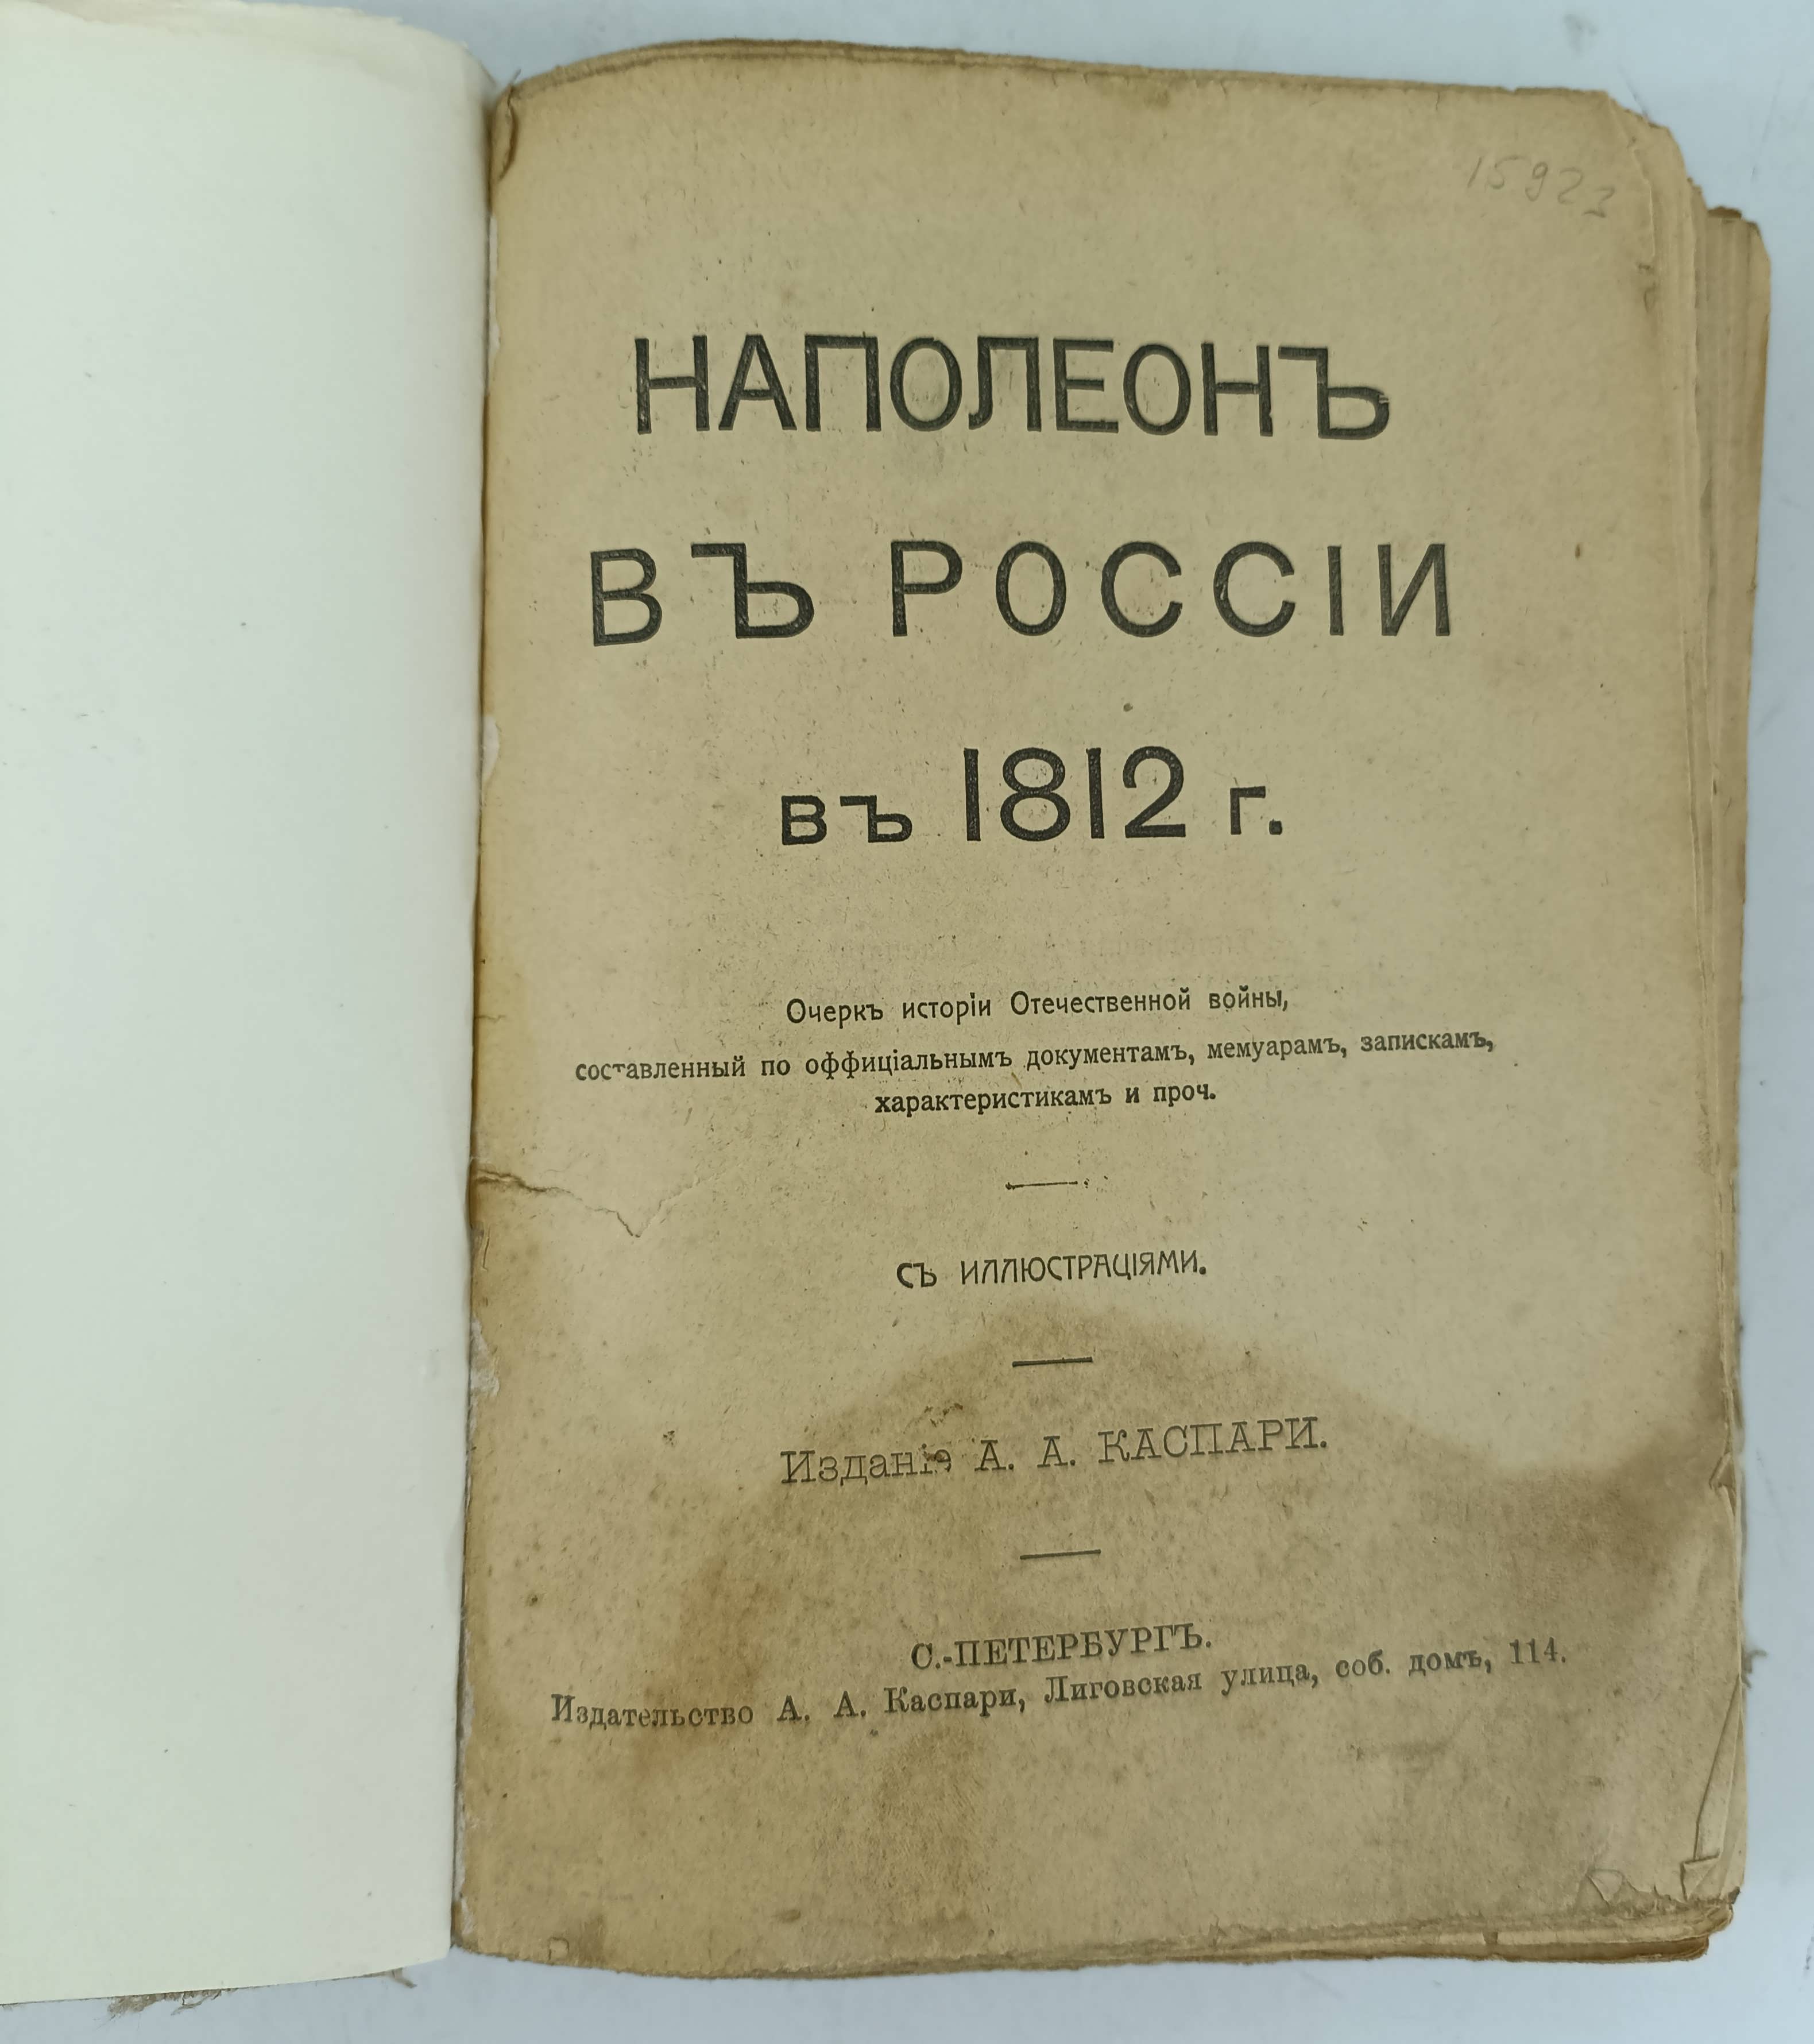 15923
НАПОЛЕОНЪ
ВЪ РОССІИ
въ 1812 г.
Очеркъ исторіи Отечественной войны,
составленный по оффиціальнымъ документамъ, мемуарамъ, запискамъ,
характеристикамъ и проч.
СЪ ИЛЛЮСТРАЦІЯМИ.
Изданіе А. А. КАСПАРИ.
С.-ПЕТЕРБУРГЪ.
Издательство А. А. Каспари, Лиговская улица, соб. домъ, 114.